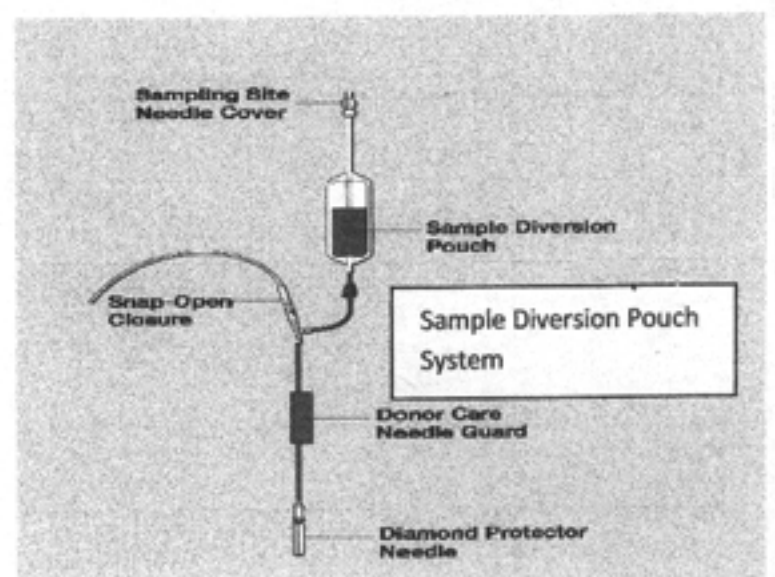 Sampling Site
Needle Cover
Sample Diversion
Pouch
Snap-Open
Closure
Sample Diversion Pouch
System
Donor Care
Needle Guard
Diamond Protector
Needle